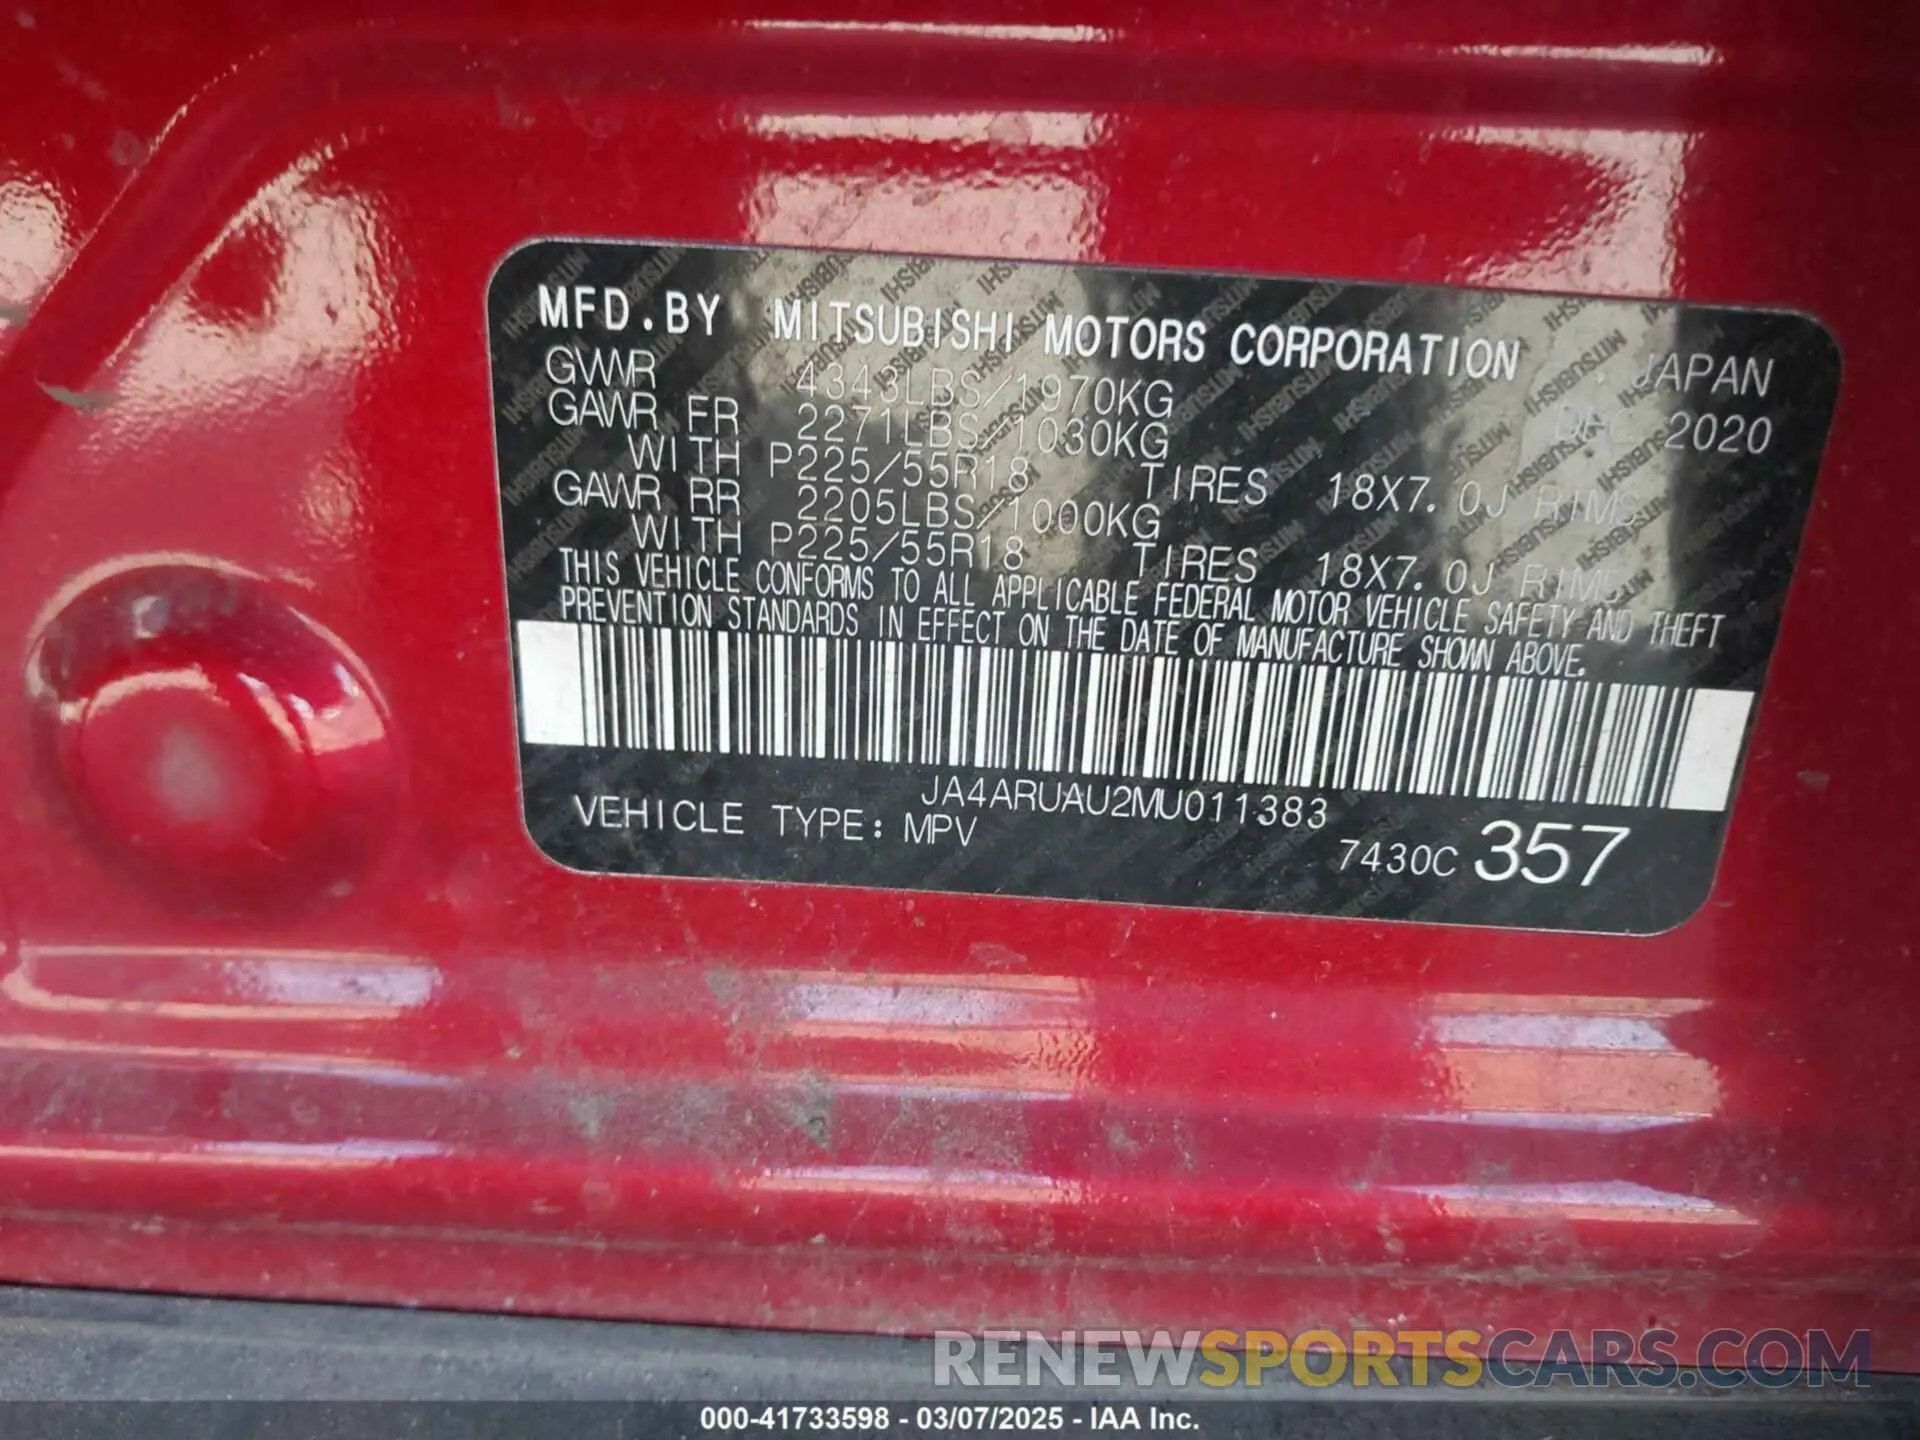 MFD.BY MITSUBISHI MOTORS CORPORATION JAPAN
GVWR 4343LBS/1970KG DEC 2020
GAWR FR 2271LBS/1030KG
WITH P225/55R18 TIRES 18X7.0J RIMS
GAWR RR 2205LBS/1000KG
WITH P225/55R18 TIRES 18X7.0J RIMS
THIS VEHICLE CONFORMS TO ALL APPLICABLE FEDERAL MOTOR VEHICLE SAFETY AND THEFT
PREVENTION STANDARDS IN EFFECT ON THE DATE OF MANUFACTURE SHOWN ABOVE.
JA4ARUAU2MU011383
VEHICLE TYPE: MPV 7430C 357
RENEWSPORTSCARS.COM
000-41733598 - 03/07/2025 - IAA Inc.